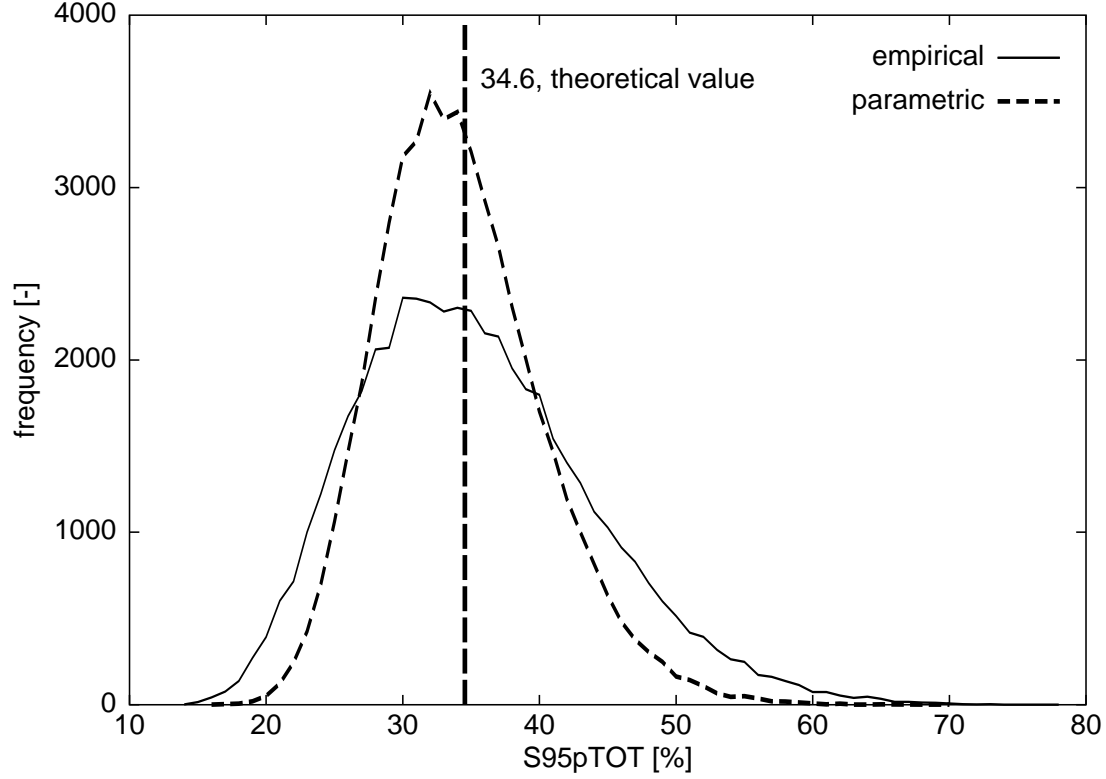 4000
3000
2000
1000
0
frequency [-]
34.6, theoretical value
empirical
parametric
10 20 30 40 50 60 70 80
S95pTOT [%]